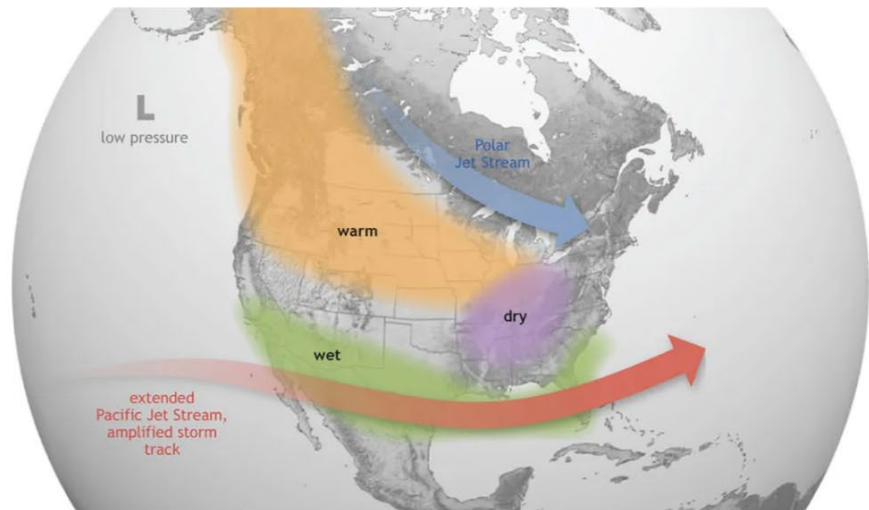 L
low pressure
Polar
Jet Stream
warm
dry
wet
extended
Pacific Jet Stream,
amplified storm
track